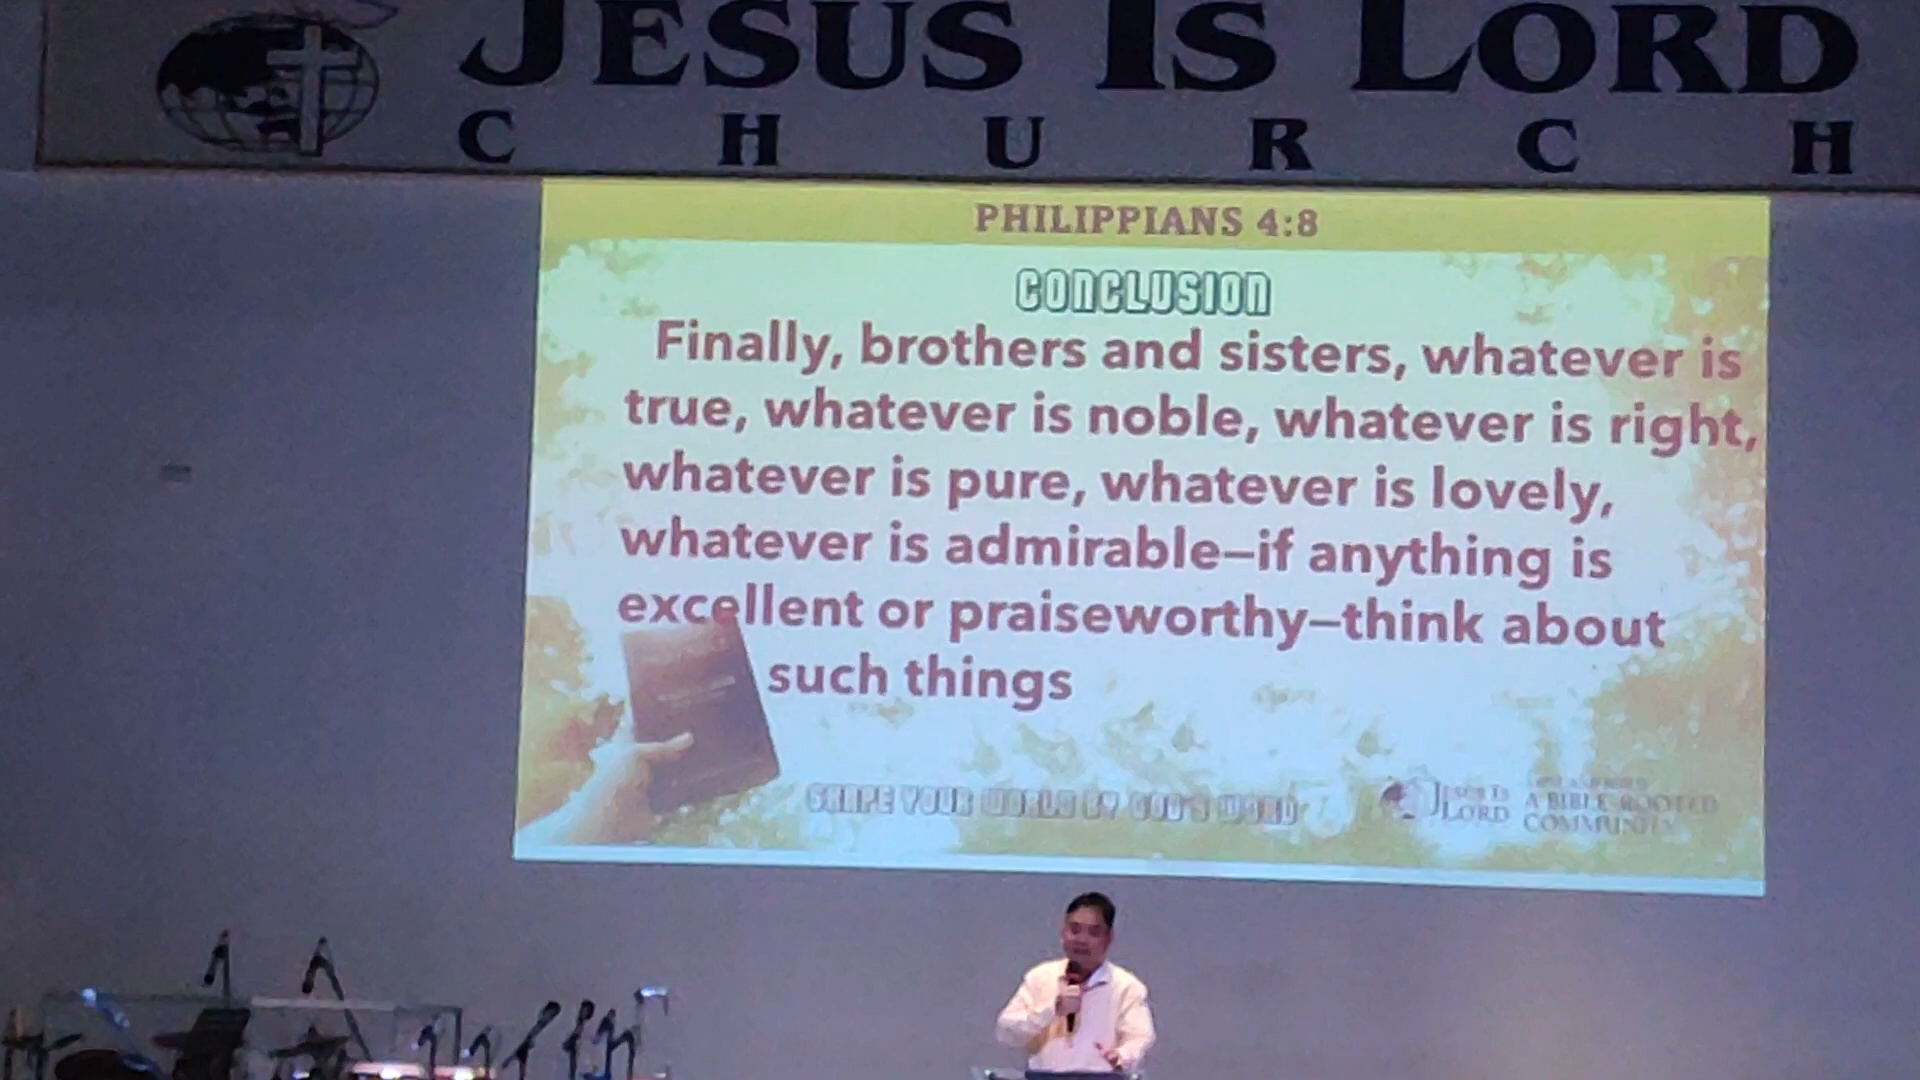 JESUS IS LORD
CHURCH
PHILIPPIANS 4:8
CONCLUSION
Finally, brothers and sisters, whatever is
true, whatever is noble, whatever is right,
whatever is pure, whatever is lovely,
whatever is admirable—if anything is
excellent or praiseworthy—think about
such things
SHAPE YOUR WORLD BY GOD'S WORD
JESUS IS
LORD
A BIBLE-ROOTED
COMMUNITY